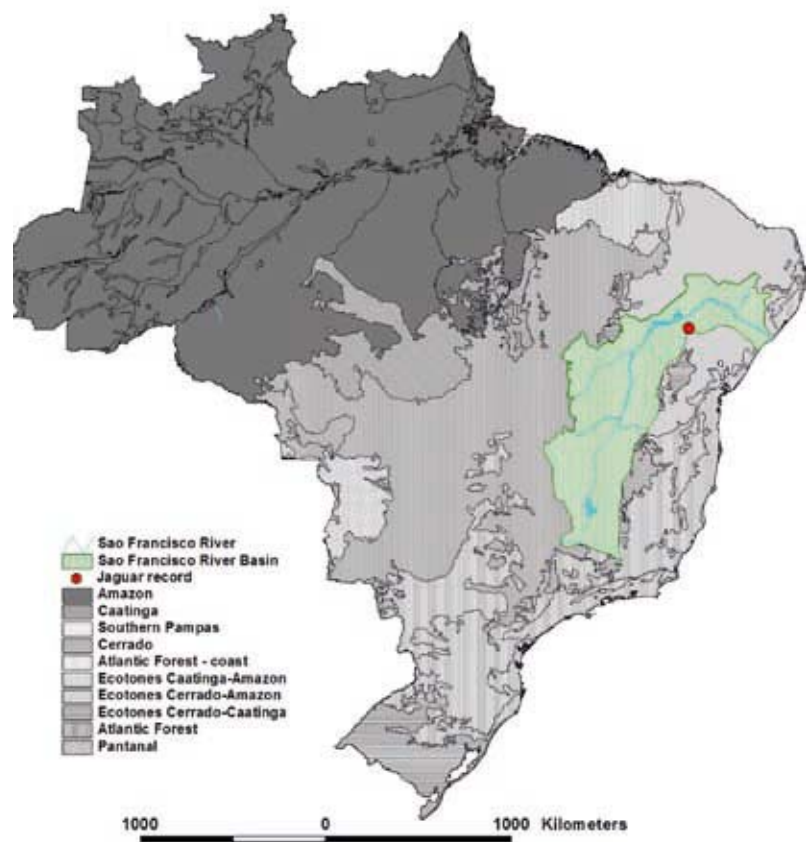 Sao Francisco River
Sao Francisco River Basin
Jaguar record
Amazon
Caatinga
Southern Pampas
Cerrado
Atlantic Forest - coast
Ecotones Caatinga-Amazon
Ecotones Cerrado-Amazon
Ecotones Cerrado-Caatinga
Atlantic Forest
Pantanal
1000 0 1000 Kilometers